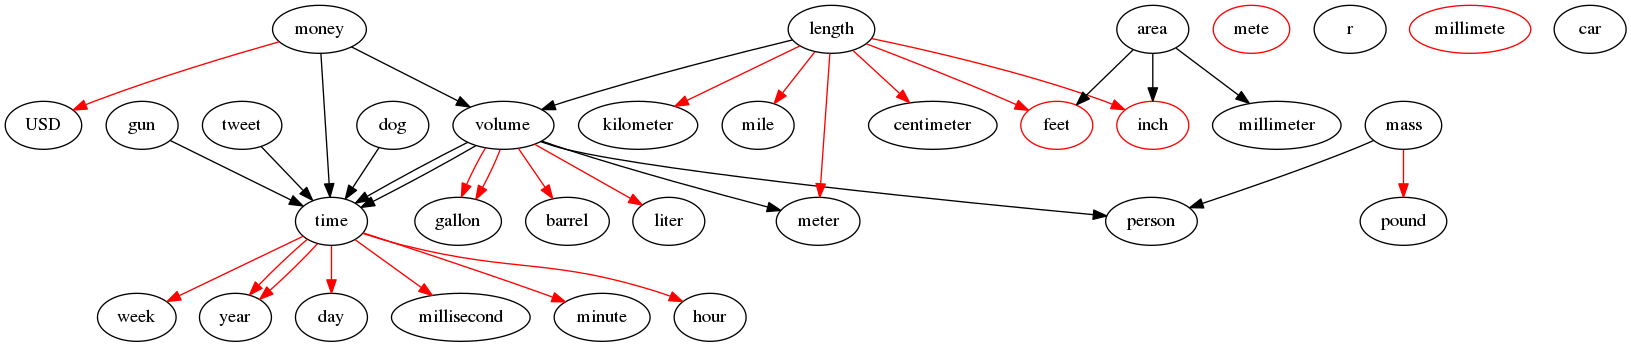 money
length
area
mete
r
millimete
car
USD
gun
tweet
dog
volume
kilometer
mile
centimeter
feet
inch
millimeter
mass
time
gallon
barrel
liter
meter
person
pound
week
year
day
millisecond
minute
hour